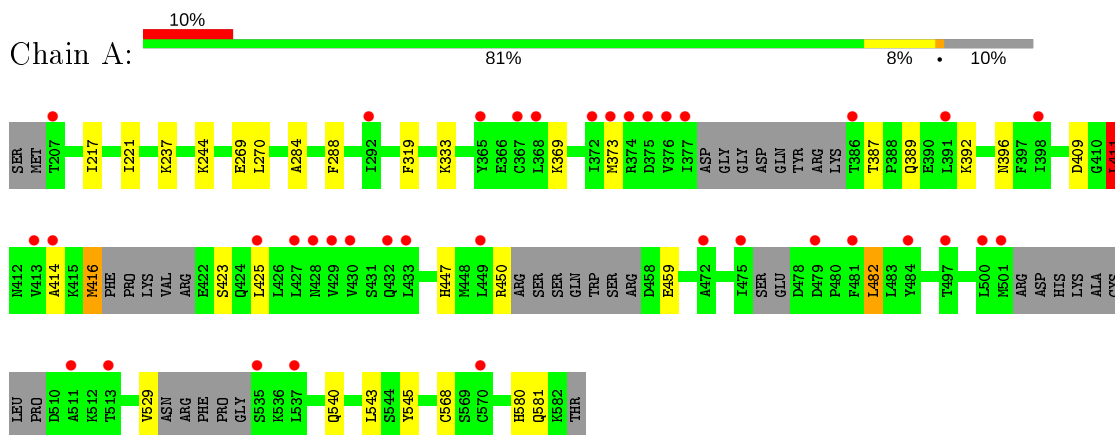 10%
Chain A:
81% 8% • 10%
SER MET T207 I217 I221 K237 K244 E269 L270 A284 F288 I292 F319 K333 Y365 E366 C367 L368 K369 I372 M373 R374 D375 V376 I377 ASP GLY GLY ASP GLN TYR ARG LYS T386 T387 P388 Q389 E390 L391 K392 N396 F397 I398 D409 G410 L411
N412 V413 A414 K415 M416 PHE PRO LYS VAL ARG E422 S423 Q424 L425 L426 L427 N428 V429 V430 S431 Q432 L433 H447 M448 L449 R450 ARG SER SER GLN TRP SER ARG D458 E459 A472 I475 SER GLU D478 D479 P480 F481 L482 L483 Y484 T497 L500 M501 ARG ASP HIS LYS ALA CYS
LEU PRO D510 A511 K512 T513 V529 ASN ARG PHE PRO GLY S535 K536 L537 Q540 L543 S544 Y545 C568 S569 C570 H580 Q581 K582 THR